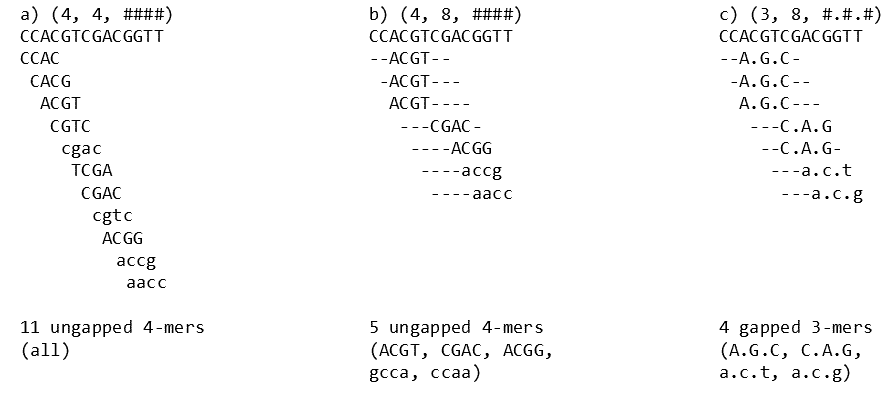 a) (4, 4, ####)
CCACGTCGACGGTT
CCAC
CACG
ACGT
CGTC
cgac
TCGA
CGAC
cgtc
ACGG
accg
aacc
11 ungapped 4-mers
(all)
b) (4, 8, ####)
CCACGTCGACGGTT
--ACGT--
-ACGT---
ACGT----
---CGAC-
----ACGG
----accg
----aacc
5 ungapped 4-mers
(ACGT, CGAC, ACGG,
gcca, ccaa)
c) (3, 8, #.#.#)
CCACGTCGACGGTT
--A.G.C-
-A.G.C--
A.G.C---
---C.A.G
--C.A.G-
---a.c.t
---a.c.g
4 gapped 3-mers
(A.G.C, C.A.G,
a.c.t, a.c.g)